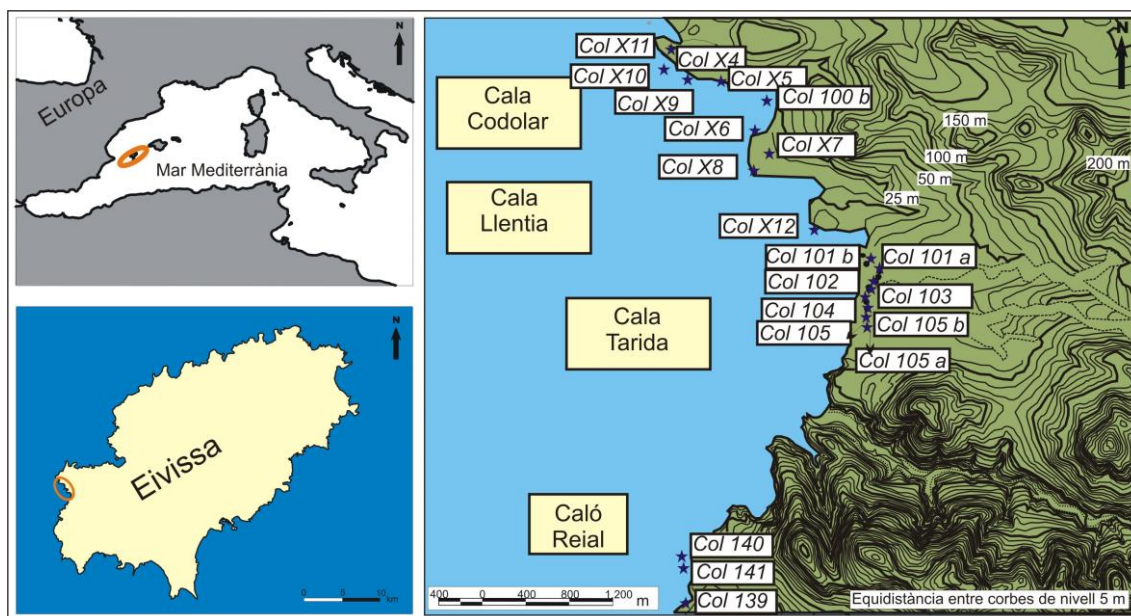 N
Europa
Mar Mediterrània
N
Eivissa
0 5 10
km
N
Cala
Codolar
Cala
Llentia
Cala
Tarida
Caló
Reial
Col X11
Col X4
Col X10
Col X5
Col X9
Col 100 b
Col X6
Col X7
Col X8
150 m
100 m
200 m
50 m
25 m
Col X12
Col 101 b
Col 101 a
Col 102
Col 103
Col 104
Col 105 b
Col 105
Col 105 a
Col 140
Col 141
Col 139
400 0 400 800 1,200
m
Equidistància entre corbes de nivell 5 m